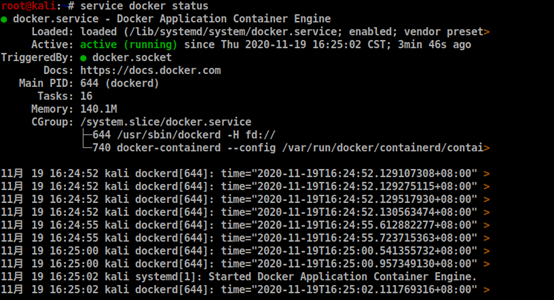 root@kali: # service docker status
● docker.service - Docker Application Container Engine
Loaded: loaded (/lib/systemd/system/docker.service; enabled; vendor preset>
Active: active (running) since Thu 2020-11-19 16:25:02 CST; 3min 46s ago
TriggeredBy: ● docker.socket
Docs: https://docs.docker.com
Main PID: 644 (dockerd)
Tasks: 16
Memory: 140.1M
CGroup: /system.slice/docker.service
├─644 /usr/sbin/dockerd -H fd://
└─740 docker-containerd --config /var/run/docker/containerd/contai>
11月 19 16:24:52 kali dockerd[644]: time="2020-11-19T16:24:52.129107308+08:00" >
11月 19 16:24:52 kali dockerd[644]: time="2020-11-19T16:24:52.129275115+08:00" >
11月 19 16:24:52 kali dockerd[644]: time="2020-11-19T16:24:52.129517930+08:00" >
11月 19 16:24:52 kali dockerd[644]: time="2020-11-19T16:24:52.130563474+08:00" >
11月 19 16:24:55 kali dockerd[644]: time="2020-11-19T16:24:55.612882277+08:00" >
11月 19 16:24:55 kali dockerd[644]: time="2020-11-19T16:24:55.723715363+08:00" >
11月 19 16:25:00 kali dockerd[644]: time="2020-11-19T16:25:00.541355732+08:00" >
11月 19 16:25:00 kali dockerd[644]: time="2020-11-19T16:25:00.957349130+08:00" >
11月 19 16:25:02 kali systemd[1]: Started Docker Application Container Engine.
11月 19 16:25:02 kali dockerd[644]: time="2020-11-19T16:25:02.111769316+08:00" >